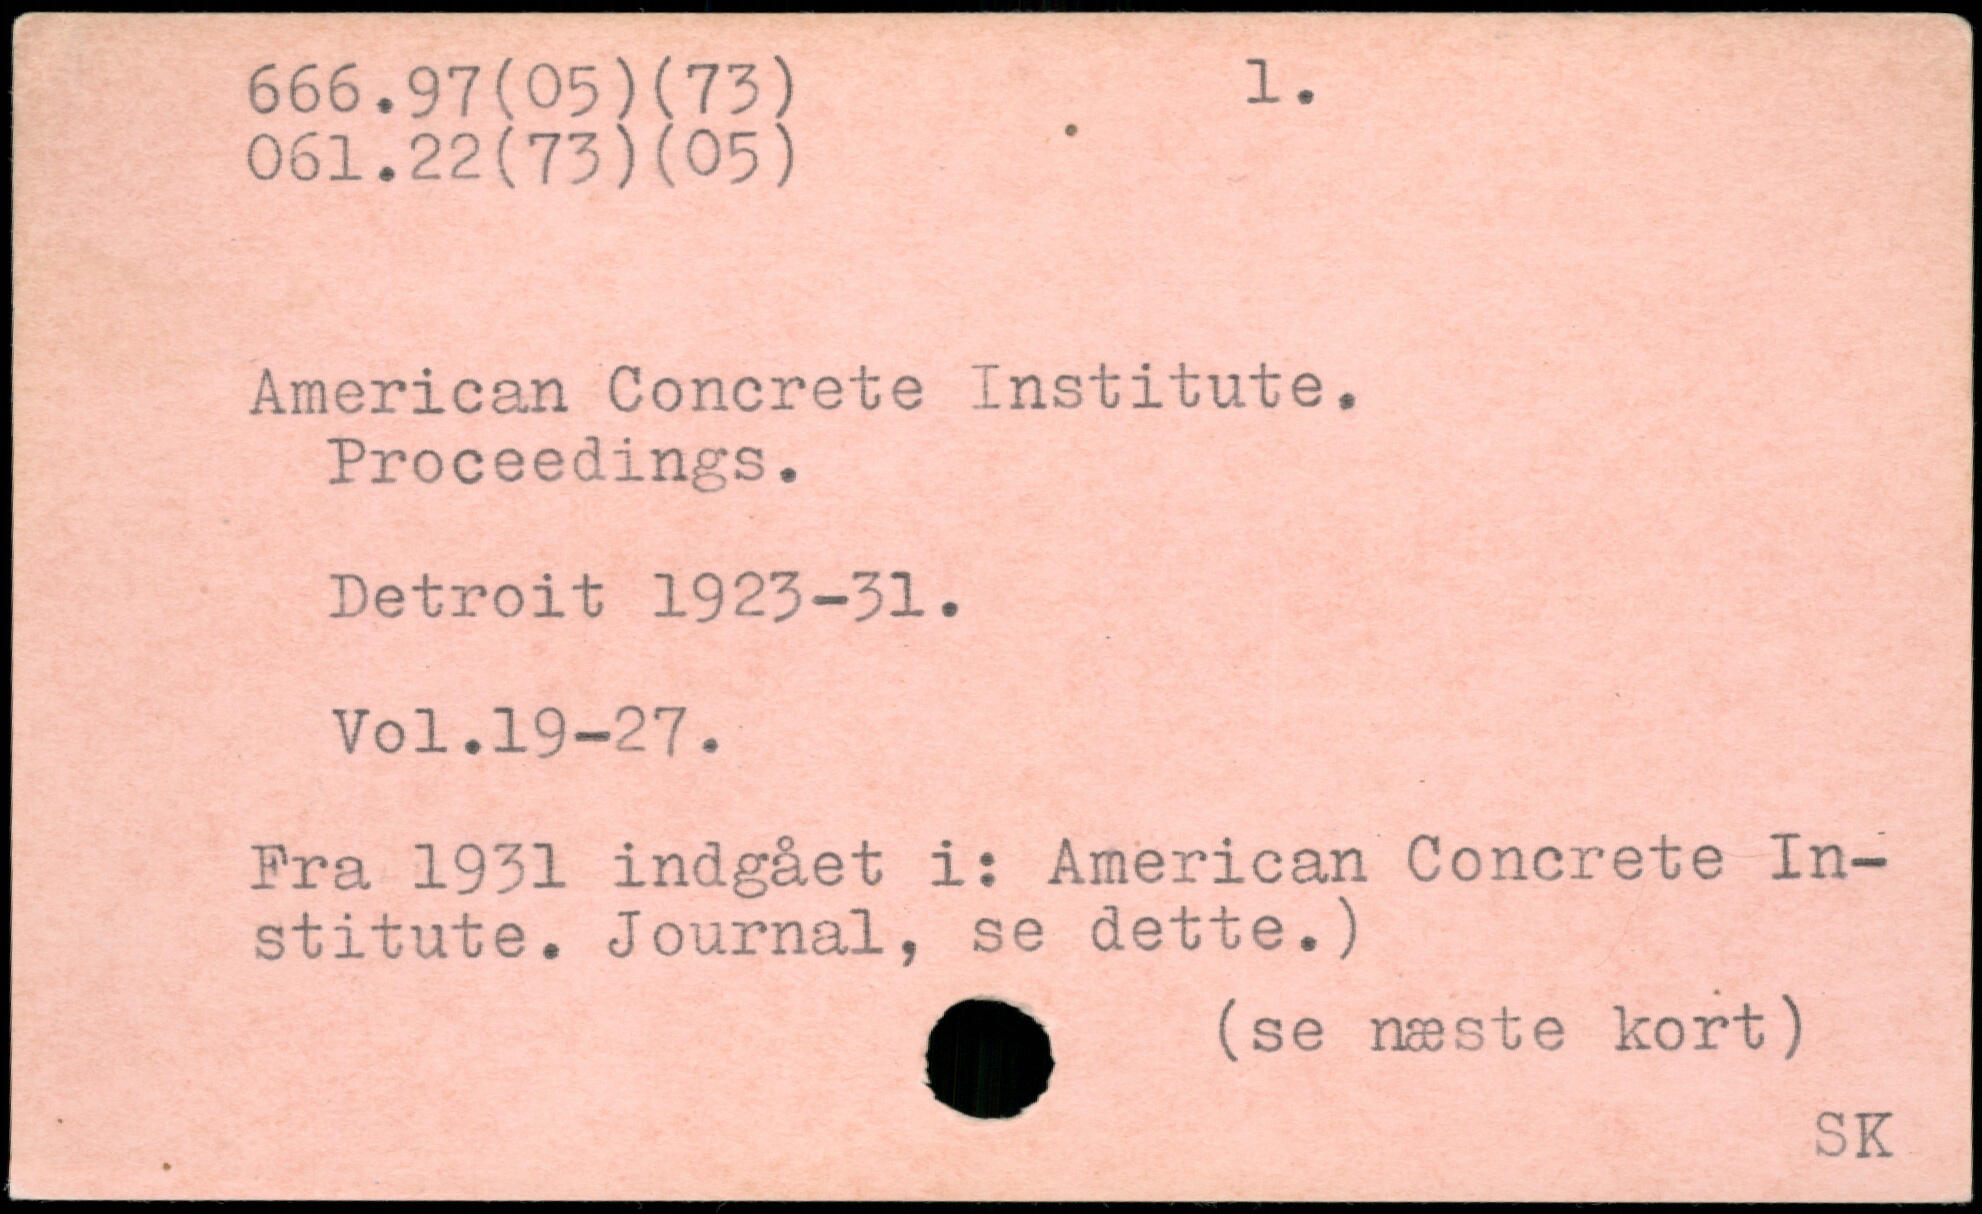 666.97(05)(73) 1.
061.22(73)(05)
American Concrete Institute.
Proceedings.
Detroit 1923-31.
Vol.19-27.
Fra 1931 indgået i: American Concrete In-
stitute. Journal, se dette.)
(se næste kort)
SK